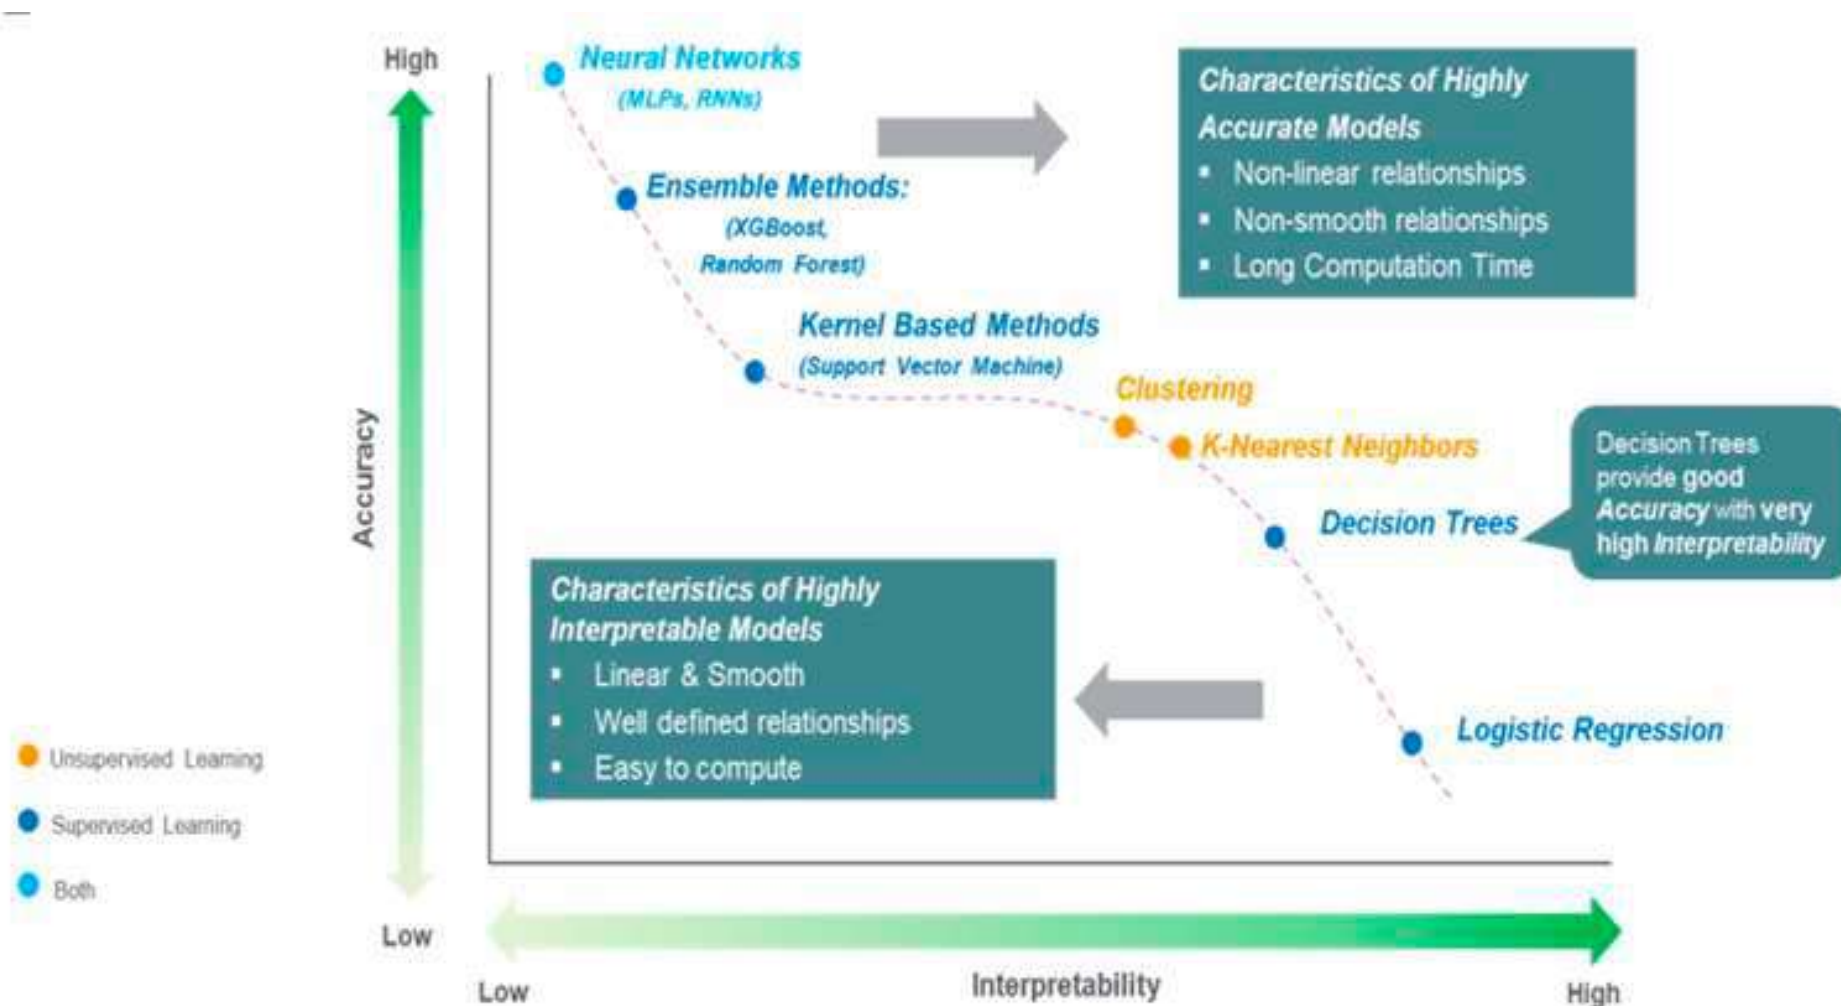 High
Neural Networks
(MLPs, RNNs)
Ensemble Methods:
(XGBoost,
Random Forest)
Kernel Based Methods
(Support Vector Machine)
Characteristics of Highly
Accurate Models
▪ Non-linear relationships
▪ Non-smooth relationships
▪ Long Computation Time
Clustering
K-Nearest Neighbors
Decision Trees
Decision Trees
provide good
Accuracy with very
high Interpretability
Accuracy
Characteristics of Highly
Interpretable Models
▪ Linear & Smooth
▪ Well defined relationships
▪ Easy to compute
Logistic Regression
Unsupervised Learning
Supervised Learning
Both
Low
Low
Interpretability
High